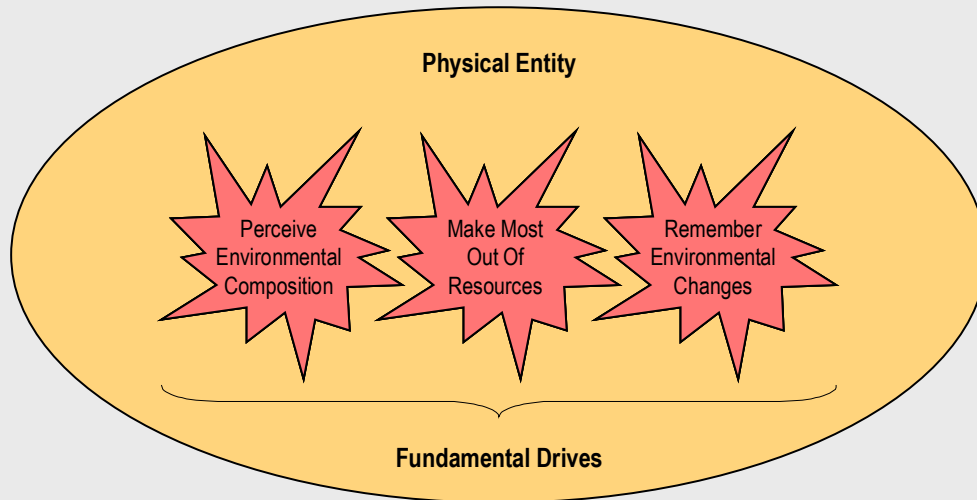 Physical Entity
Perceive
Environmental
Composition
Make Most
Out Of
Resources
Remember
Environmental
Changes
Fundamental Drives